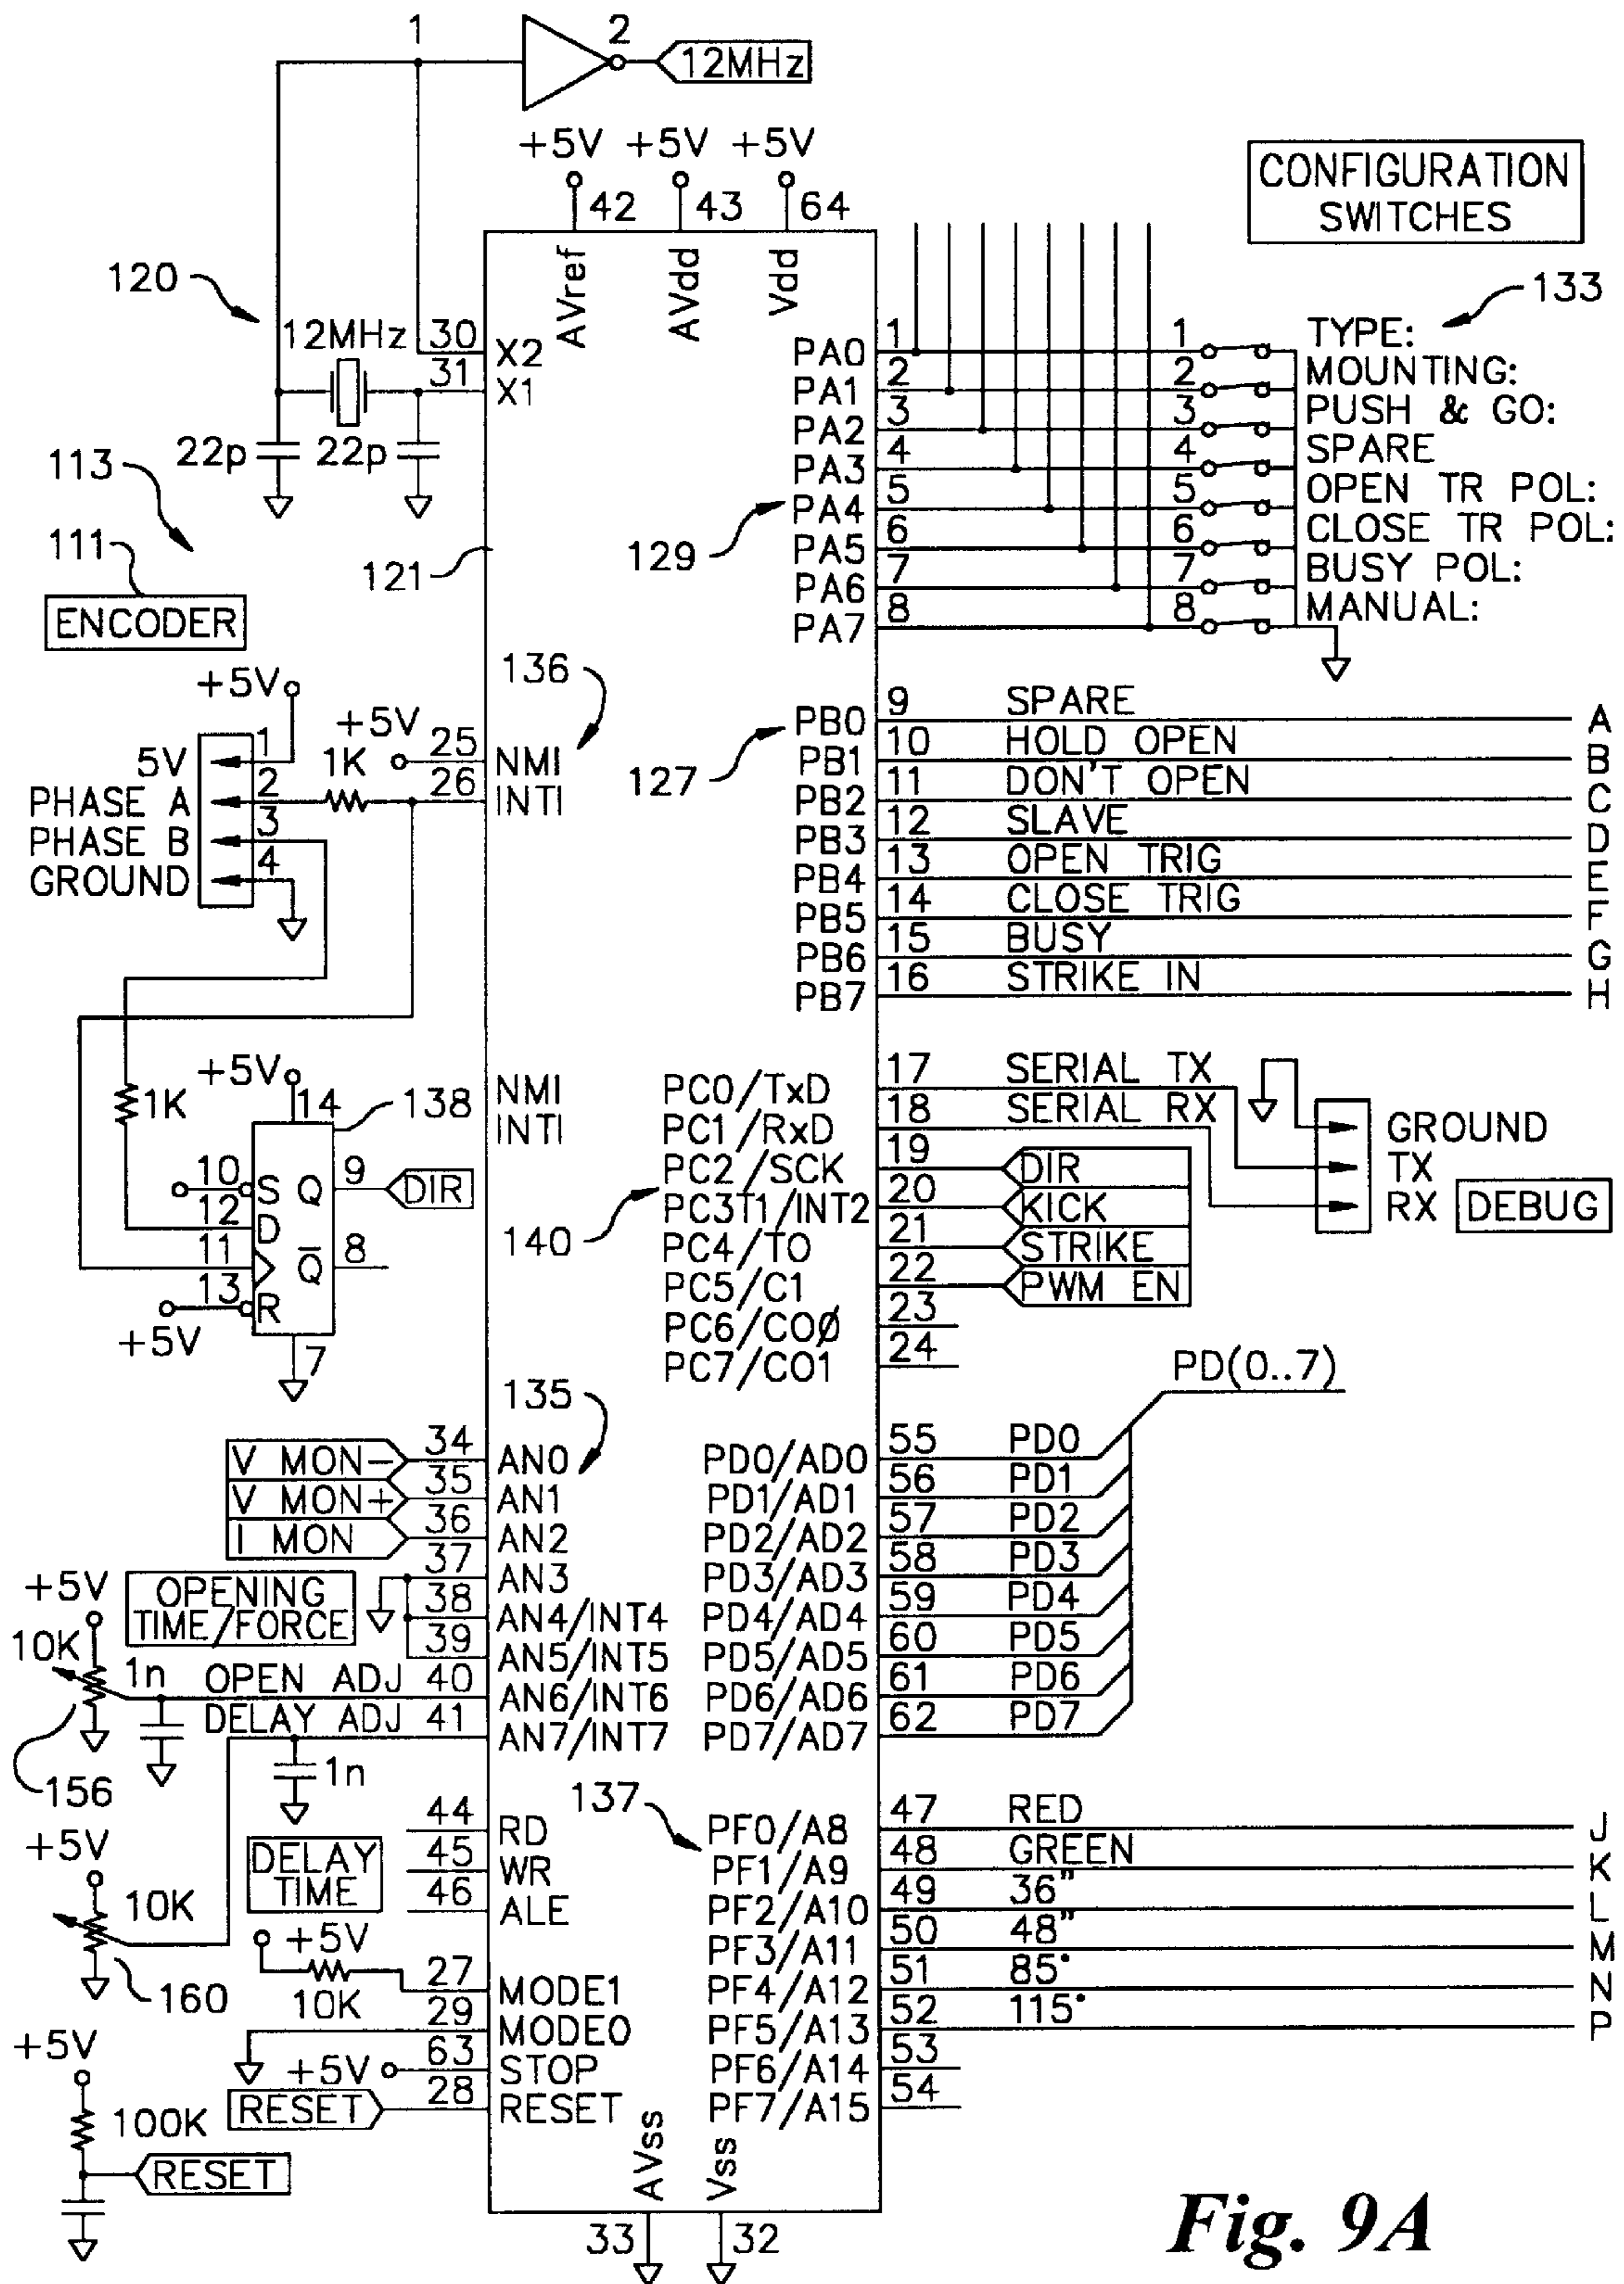 1
2
12MHz
+5V +5V +5V
42 43 64
CONFIGURATION
SWITCHES
AVref AVdd Vdd
120
133
12MHz
30 X2
31 X1
22p 22p
113
111
ENCODER
121
PA0 1 1 TYPE:
PA1 2 2 MOUNTING:
PA2 3 3 PUSH & GO:
PA3 4 4 SPARE
PA4 5 5 OPEN TR POL:
PA5 6 6 CLOSE TR POL:
PA6 7 7 BUSY POL:
PA7 8 8 MANUAL:
129
+5V
136
+5V
1K
25 NMI
26 INTI
5V 1
PHASE A 2
PHASE B 3
GROUND 4
127
PB0 9 SPARE A
PB1 10 HOLD OPEN B
PB2 11 DON'T OPEN C
PB3 12 SLAVE D
PB4 13 OPEN TRIG E
PB5 14 CLOSE TRIG F
PB6 15 BUSY G
PB7 16 STRIKE IN H
+5V
14 138
1K
10 S Q 9 DIR
12 D
11 Q 8
13 R
+5V
7
NMI
INTI
PC0/TxD 17 SERIAL TX
PC1/RxD 18 SERIAL RX
PC2/SCK 19 DIR
PC3T1/INT2 20 KICK
PC4/TO 21 STRIKE
PC5/C1 22 PWM EN
PC6/COØ 23
PC7/CO1 24
140
GROUND
TX
RX DEBUG
135
PD(0..7)
V MON- 34 AN0
V MON+ 35 AN1
I MON 36 AN2
37 AN3
38 AN4/INT4
39 AN5/INT5
OPEN ADJ 40 AN6/INT6
DELAY ADJ 41 AN7/INT7
PD0/AD0 55 PD0
PD1/AD1 56 PD1
PD2/AD2 57 PD2
PD3/AD3 58 PD3
PD4/AD4 59 PD4
PD5/AD5 60 PD5
PD6/AD6 61 PD6
PD7/AD7 62 PD7
+5V
OPENING
TIME/FORCE
10K
1n
1n
156
137
44 RD
45 WR
46 ALE
DELAY
TIME
+5V
10K
160
+5V
10K
27 MODE1
29 MODE0
+5V 63 STOP
RESET 28 RESET
PF0/A8 47 RED J
PF1/A9 48 GREEN K
PF2/A10 49 36" L
PF3/A11 50 48" M
PF4/A12 51 85° N
PF5/A13 52 115° P
PF6/A14 53
PF7/A15 54
+5V
100K
RESET
AVss Vss
33 32
Fig. 9A